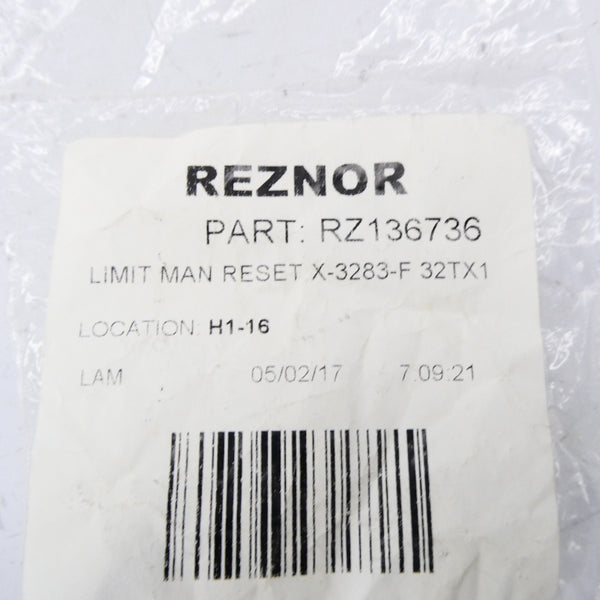 REZNOR
PART: RZ136736
LIMIT MAN RESET X-3283-F 32TX1
LOCATION: H1-16
LAM 05/02/17 7:09:21